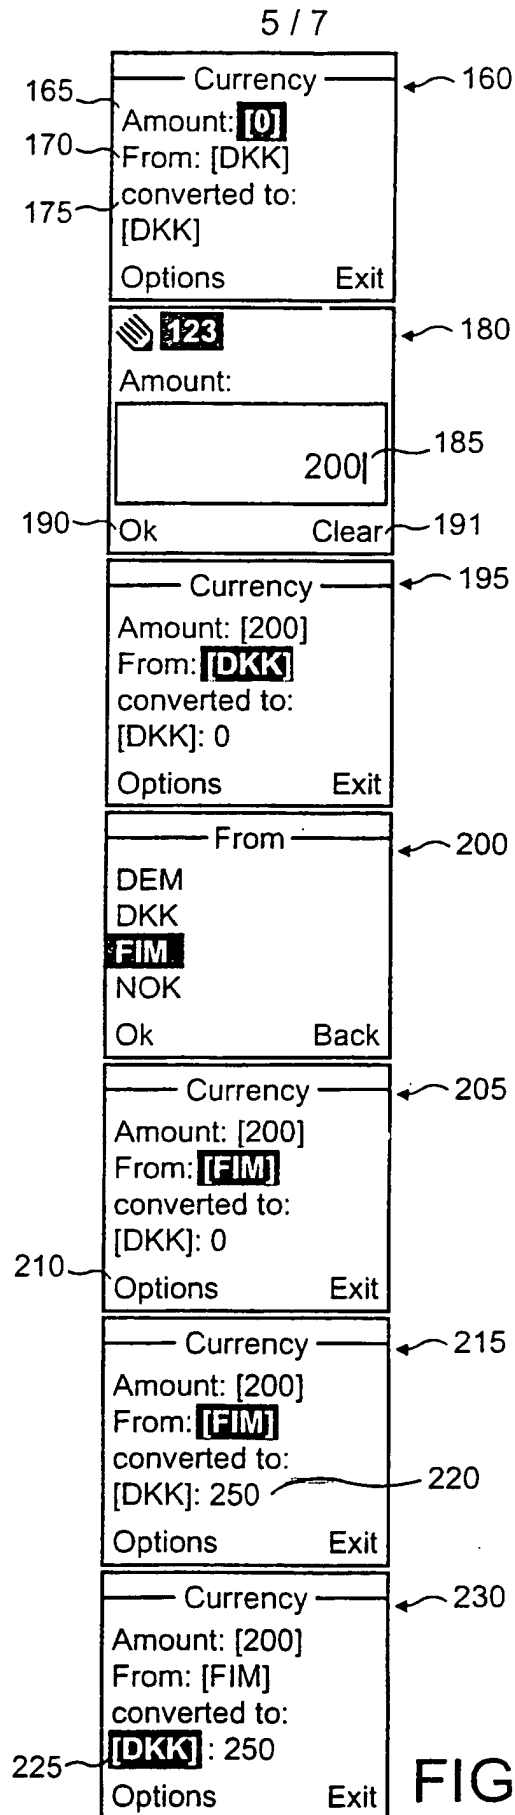 5 / 7
Currency
160
165
Amount: [0]
170
From: [DKK]
175
converted to:
[DKK]
Options Exit
123
180
Amount:
200
185
190
Ok Clear
191
Currency
195
Amount: [200]
From: [DKK]
converted to:
[DKK]: 0
Options Exit
From
200
DEM
DKK
FIM
NOK
Ok Back
Currency
205
Amount: [200]
From: [FIM]
converted to:
[DKK]: 0
210
Options Exit
Currency
215
Amount: [200]
From: [FIM]
converted to:
[DKK]: 250
220
Options Exit
Currency
230
Amount: [200]
From: [FIM]
converted to:
[DKK] : 250
225
Options Exit
FIG